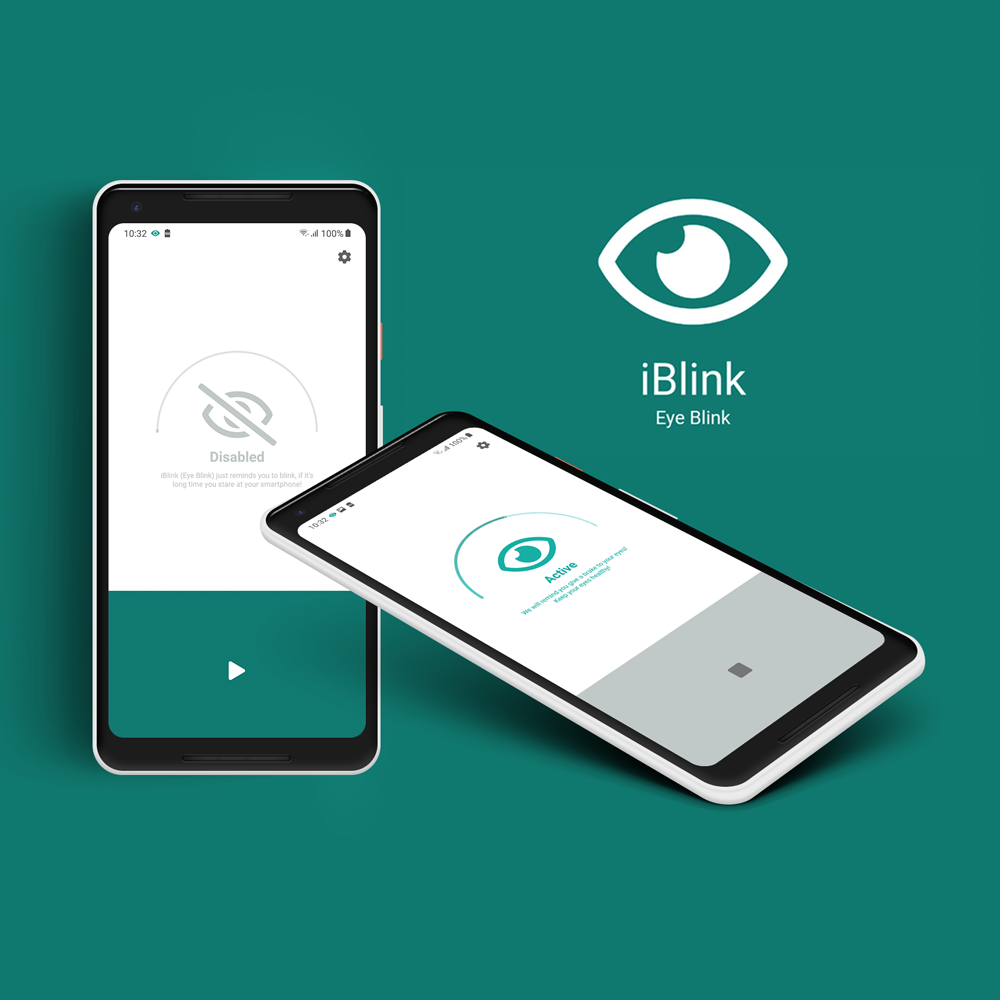 10:32
100%
Disabled
iBlink (Eye Blink) just reminds you to blink, if it's
long time you stare at your smartphone!
iBlink
Eye Blink
10:32
100%
Active
We will remind you give a brake to your eyes!
Keep your eyes healthy!